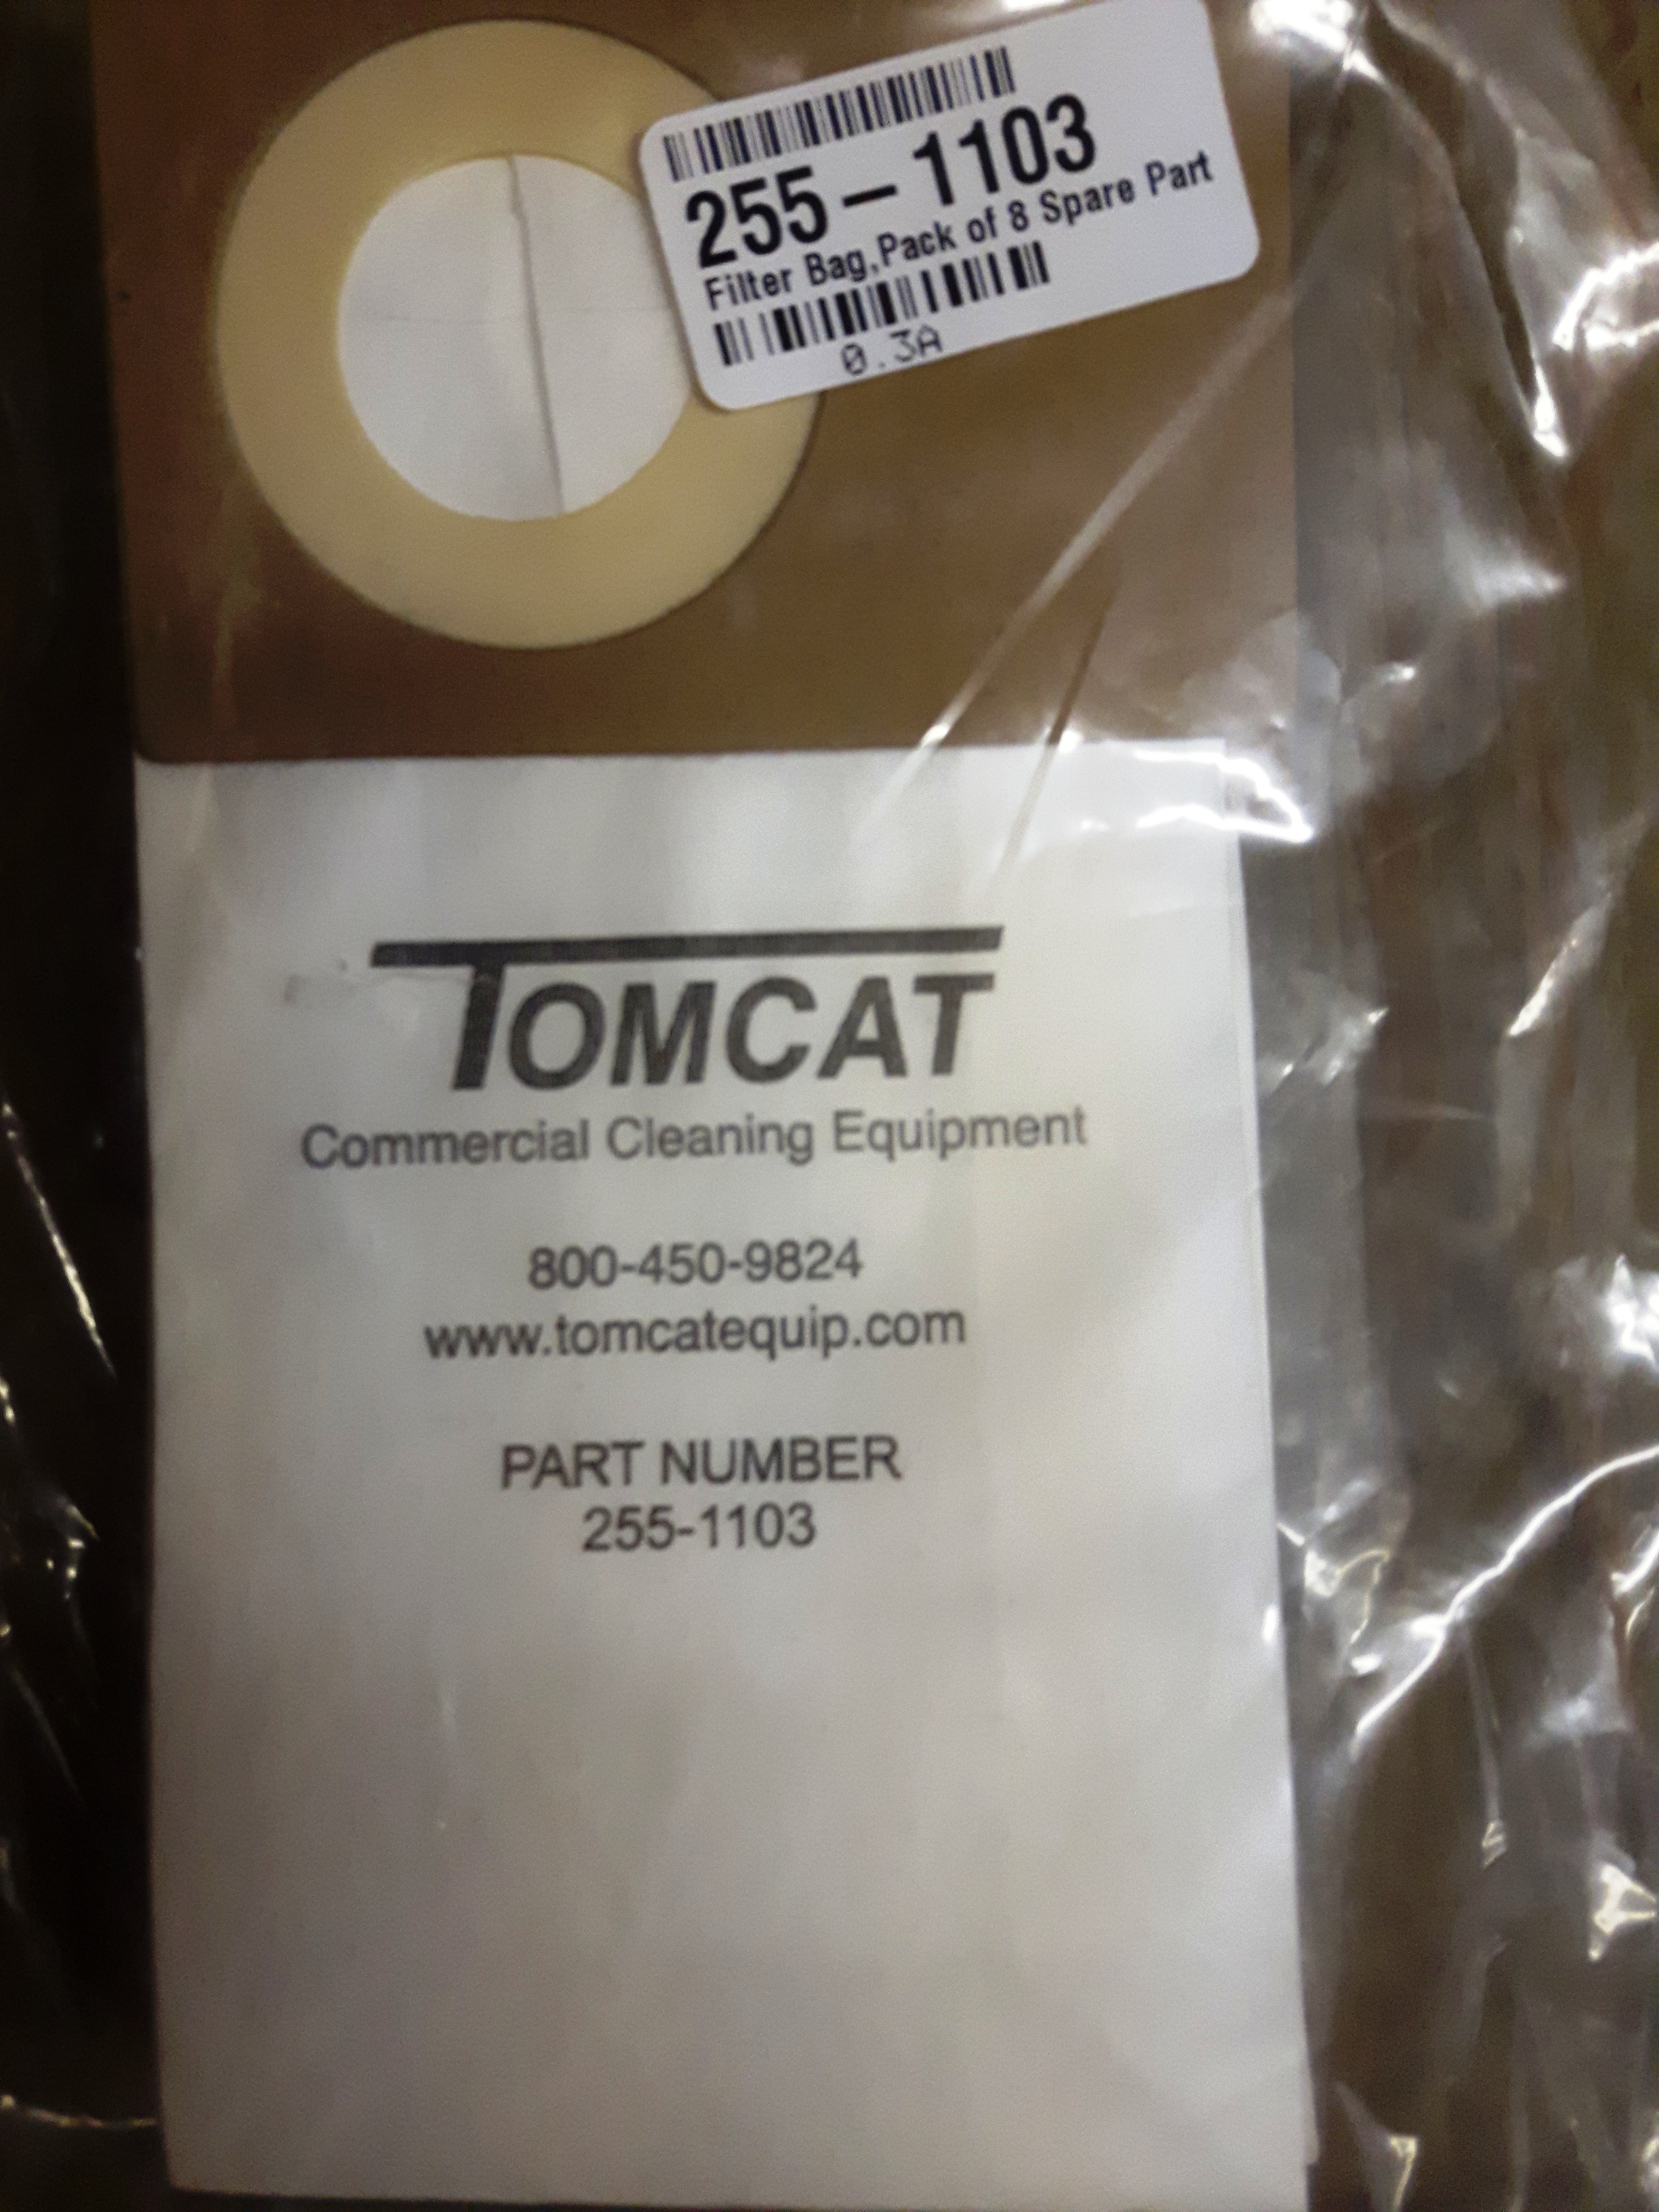 255-1103
Filter Bag,Pack of 8 Spare Part
0.3A
TOMCAT
Commercial Cleaning Equipment
800-450-9824
www.tomcatequip.com
PART NUMBER
255-1103